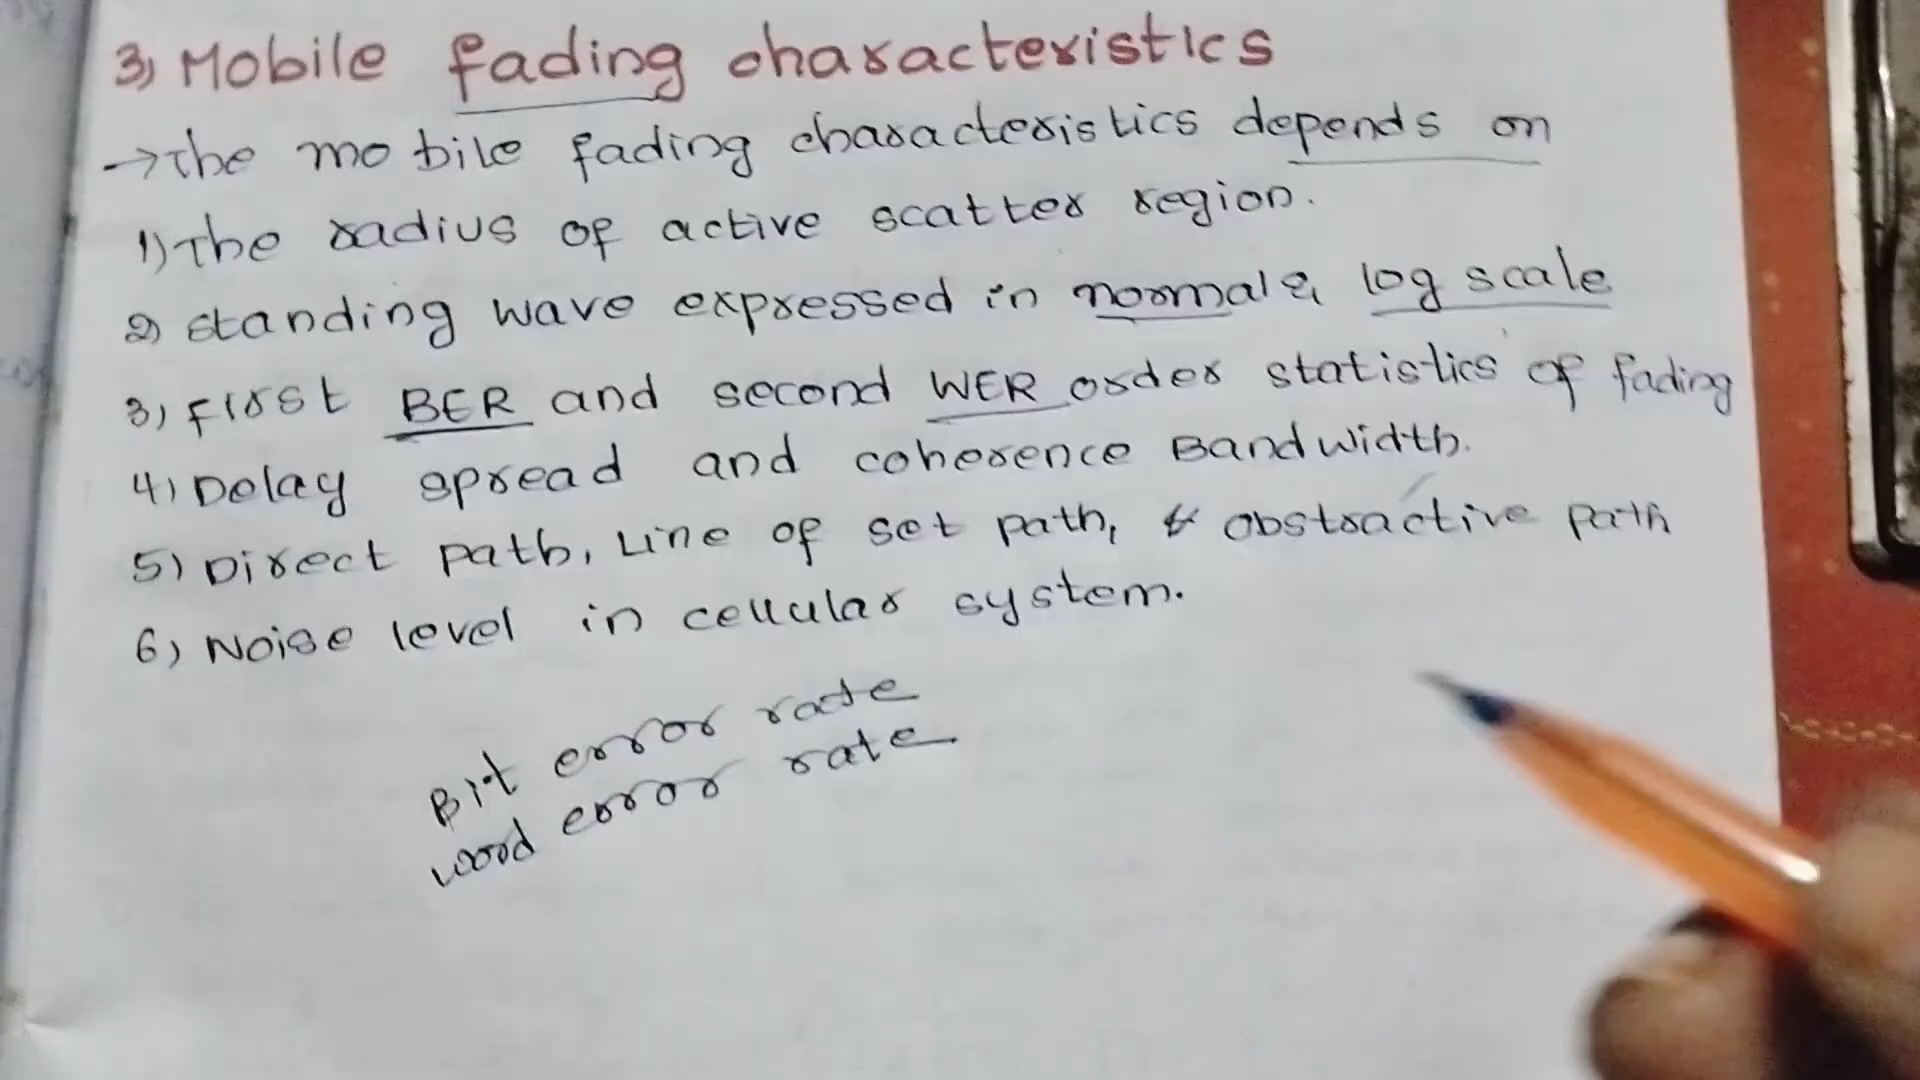 3) Mobile fading characteristics
→ The mobile fading characteristics depends on
1) The radius of active scatter region.
2) standing wave expressed in normal & log scale
3) First BER and second WER order statistics of fading
4) Delay spread and coherence Bandwidth.
5) Direct path, Line of set path, & obstractive path
6) Noise level in cellular system.
Bit error rate
word error rate